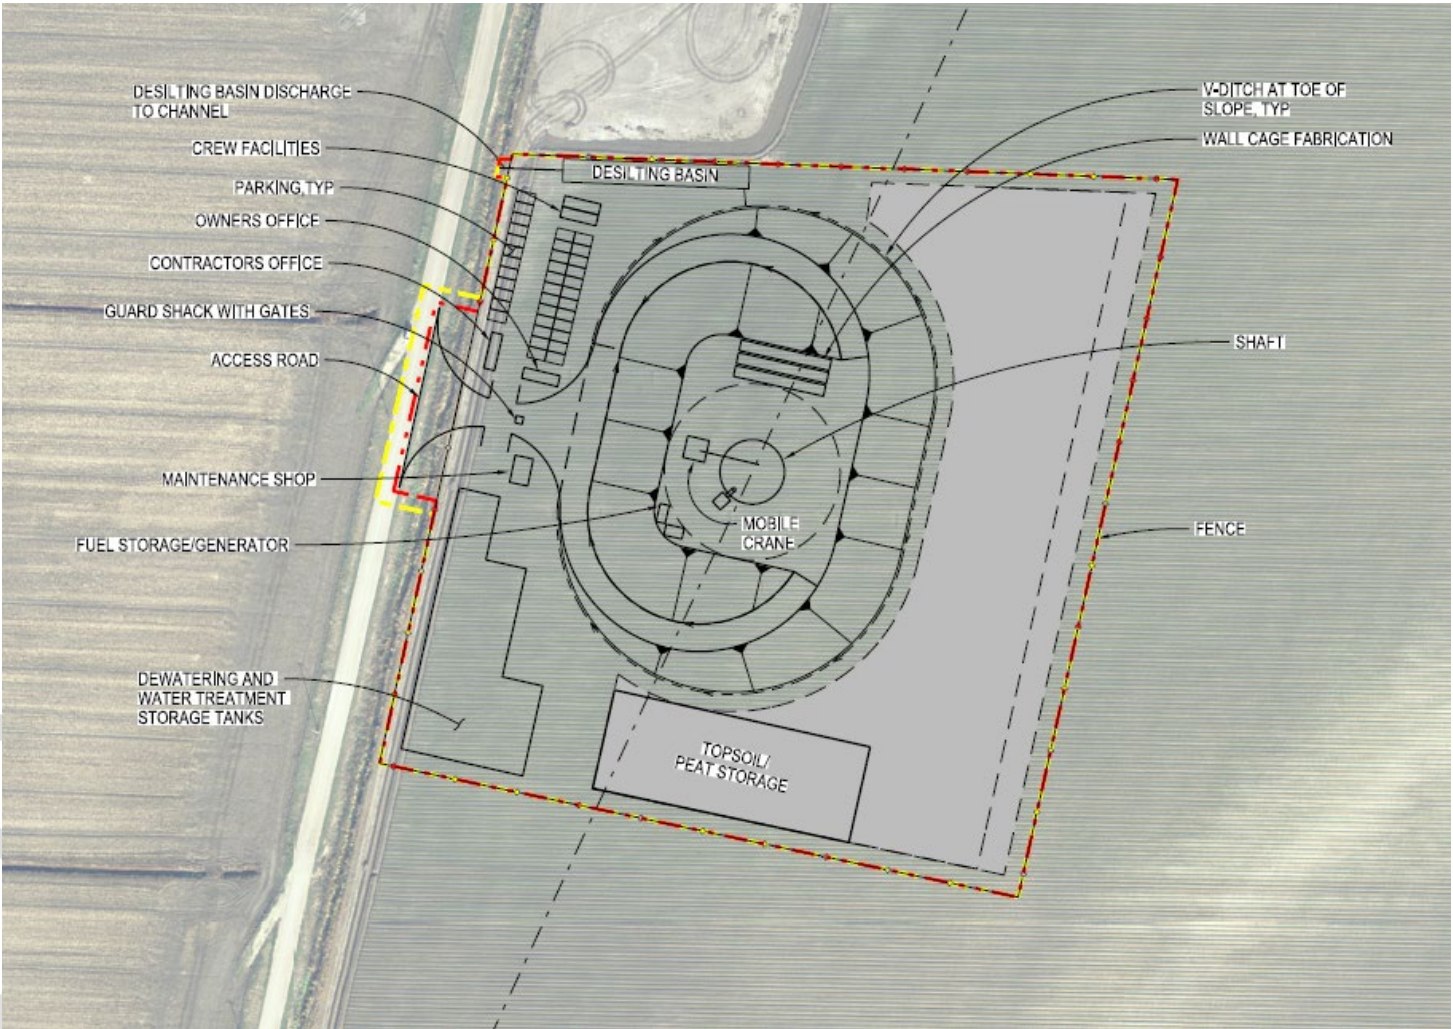 DESILTING BASIN DISCHARGE
TO CHANNEL
CREW FACILITIES
PARKING, TYP
OWNERS OFFICE
CONTRACTORS OFFICE
GUARD SHACK WITH GATES
ACCESS ROAD
MAINTENANCE SHOP
FUEL STORAGE/GENERATOR
DEWATERING AND
WATER TREATMENT
STORAGE TANKS
DESILTING BASIN
MOBILE
CRANE
TOPSOIL/
PEAT STORAGE
V-DITCH AT TOE OF
SLOPE, TYP
WALL CAGE FABRICATION
SHAFT
FENCE